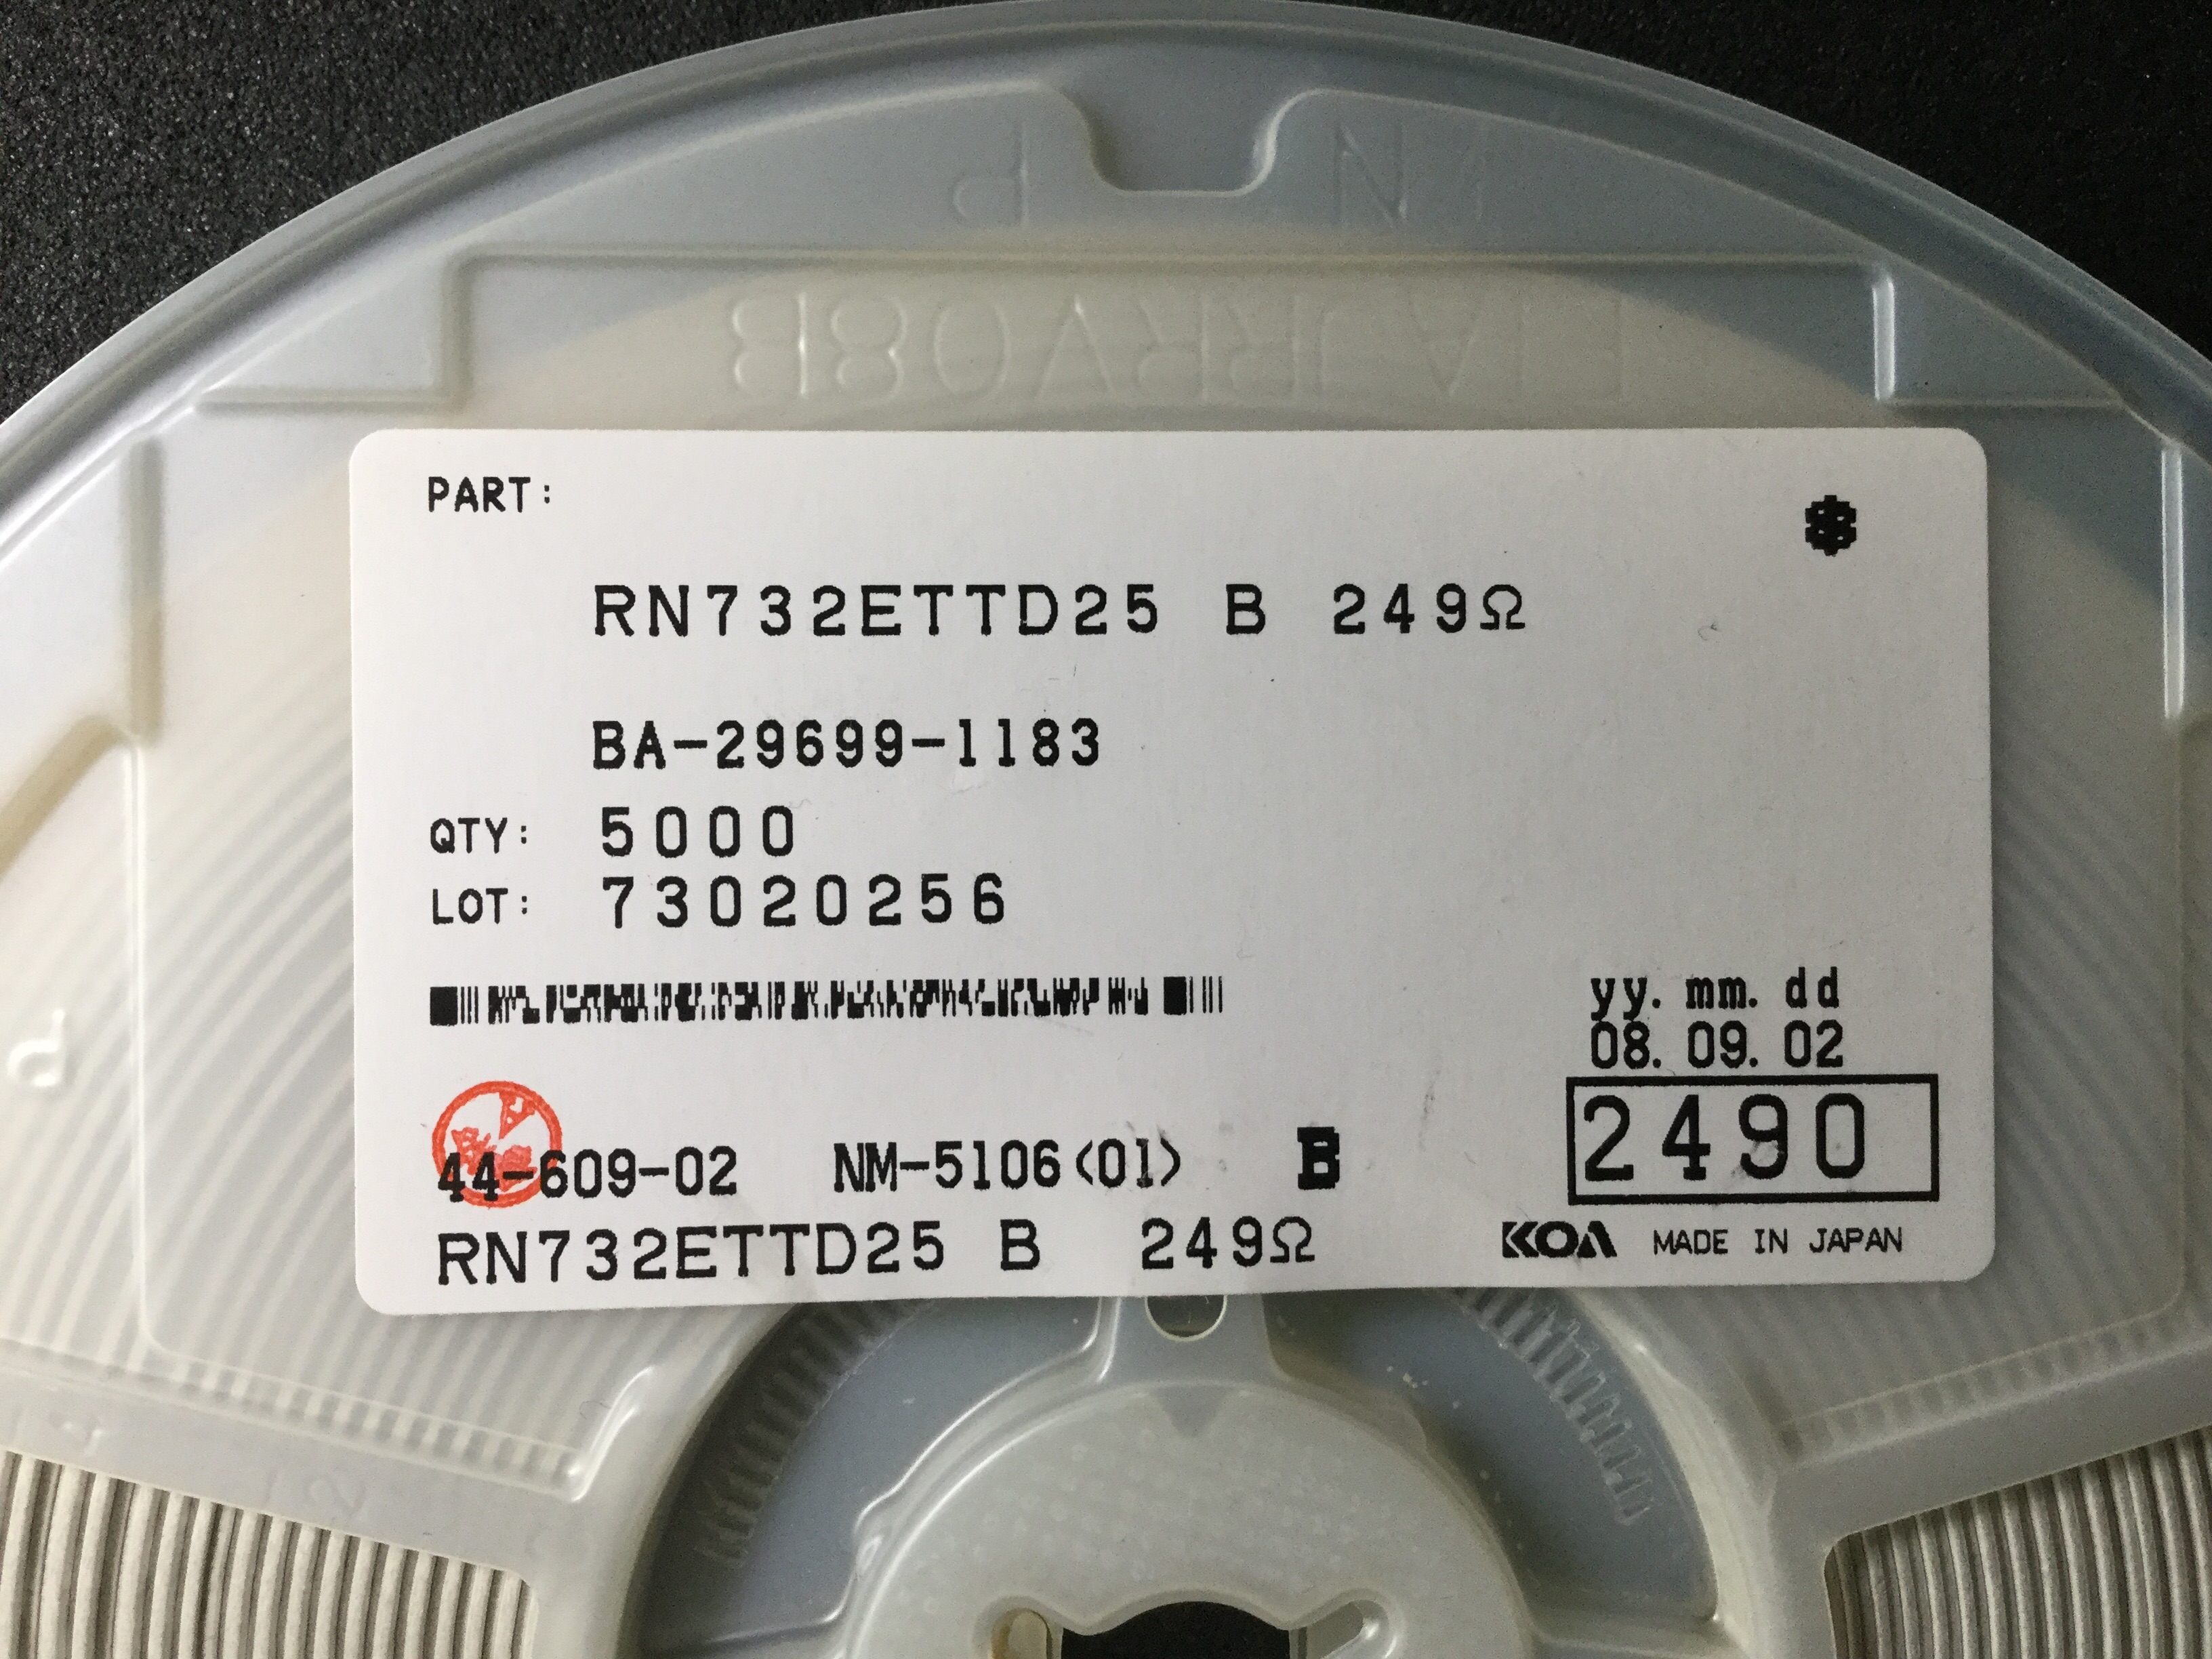 PART:
RN732ETTD25 B 249Ω
BA-29699-1183
QTY: 5000
LOT: 73020256
yy. mm. dd
08. 09. 02
2490
44-609-02 NM-5106<01> B
RN732ETTD25 B 249Ω
KOA MADE IN JAPAN